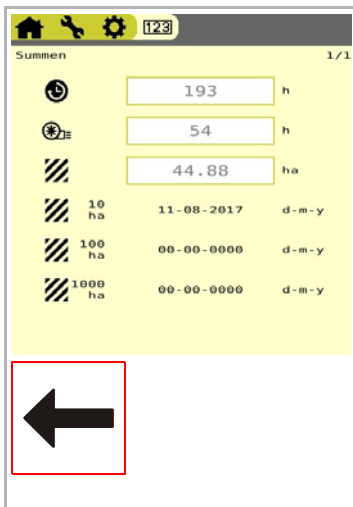 123
Summen 1/1
193 h
54 h
44.88 ha
10 ha 11-08-2017 d-m-y
100 ha 00-00-0000 d-m-y
1000 ha 00-00-0000 d-m-y